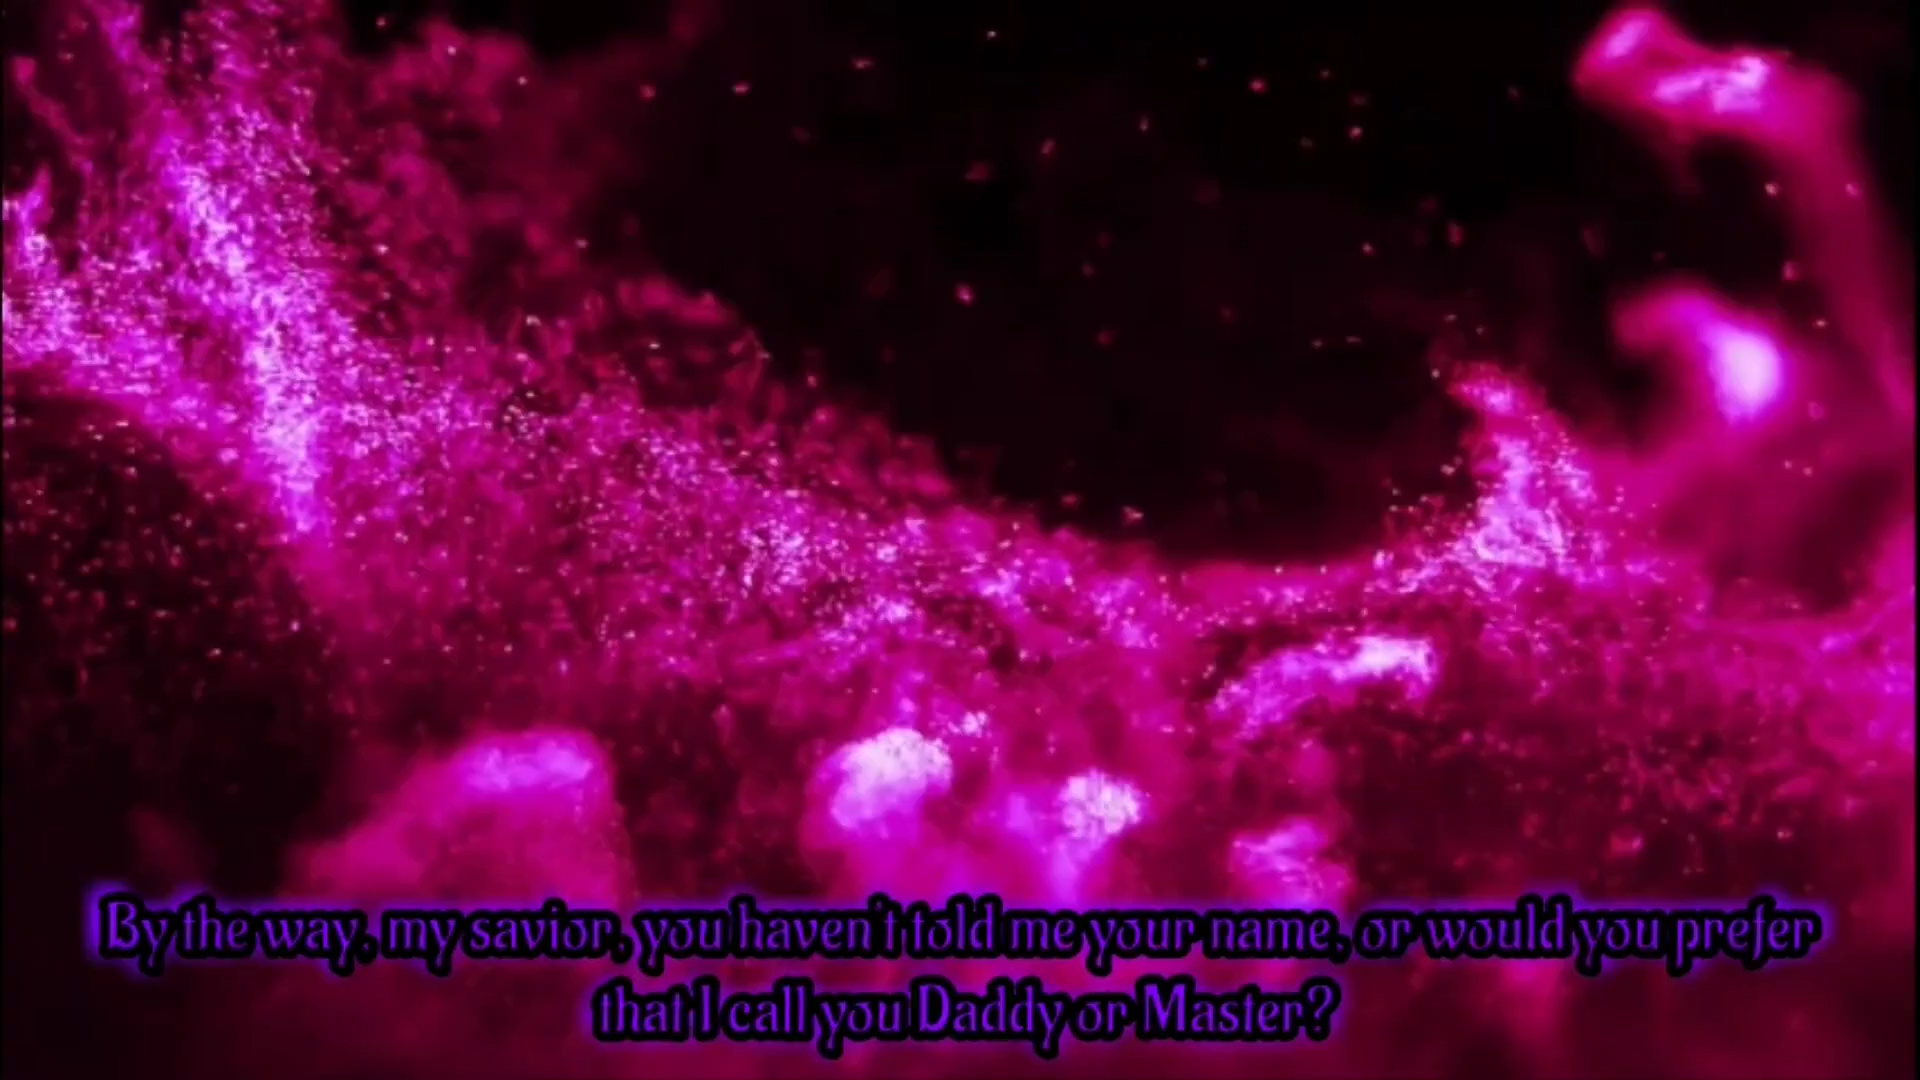 By the way, my savior, you haven't told me your name, or would you prefer
that I call you Daddy or Master?